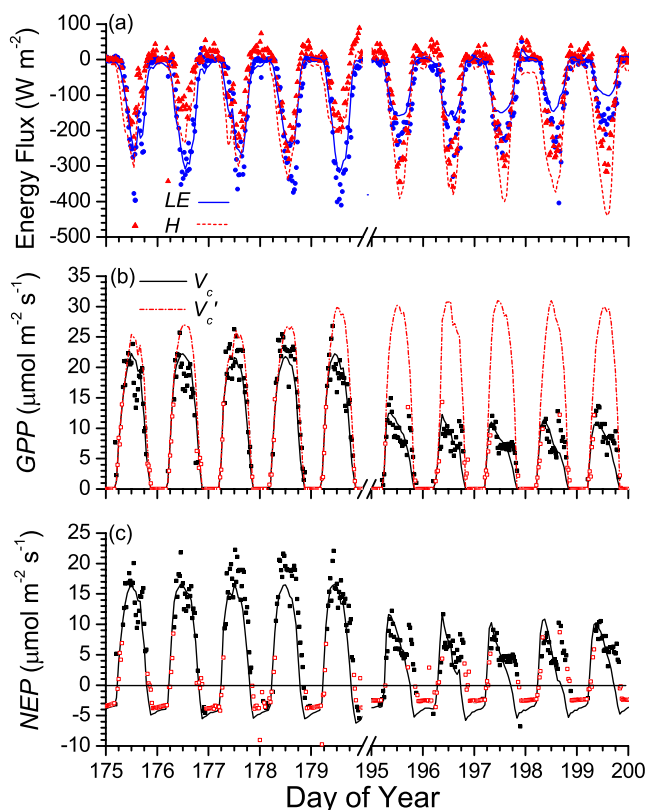 (a)
100
0
-100
-200
-300
-400
-500
Energy Flux (W m⁻²)
LE
H
(b)
35
30
25
20
15
10
5
0
GPP (μmol m⁻² s⁻¹)
V_c
V_c'
(c)
25
20
15
10
5
0
-5
-10
NEP (μmol m⁻² s⁻¹)
175 176 177 178 179 195 196 197 198 199 200
Day of Year